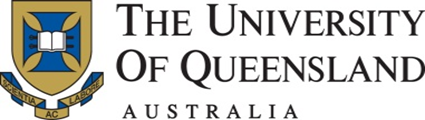 THE UNIVERSITY
OF QUEENSLAND
AUSTRALIA
SCIENTIA
AC
LABORE